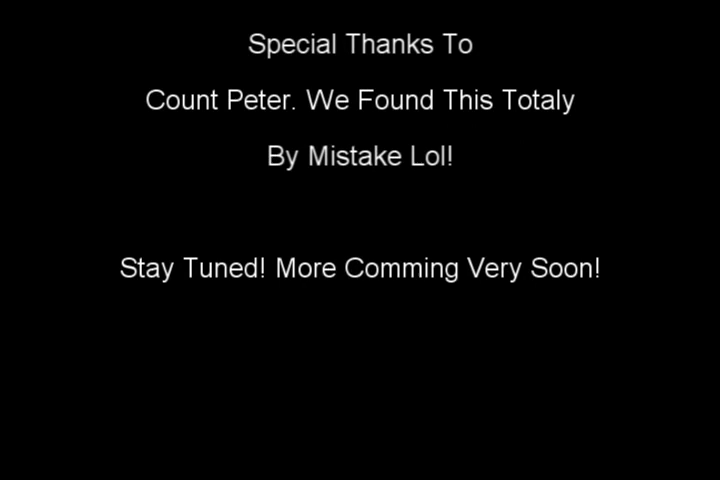 Special Thanks To
Count Peter. We Found This Totaly
By Mistake Lol!
Stay Tuned! More Comming Very Soon!